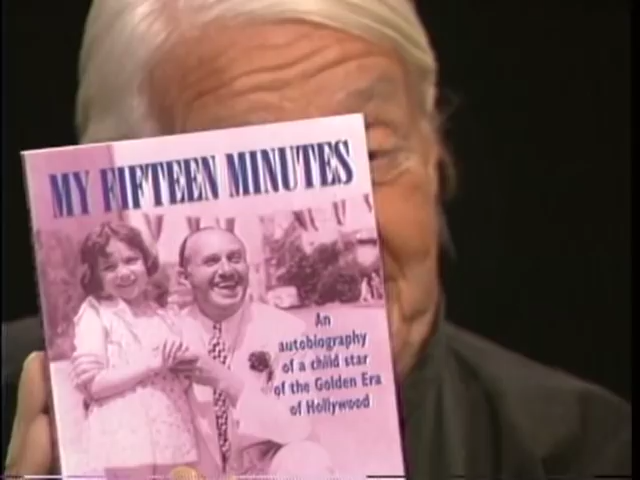 MY FIFTEEN MINUTES
An
autobiography
of a child star
of the Golden Era
of Hollywood